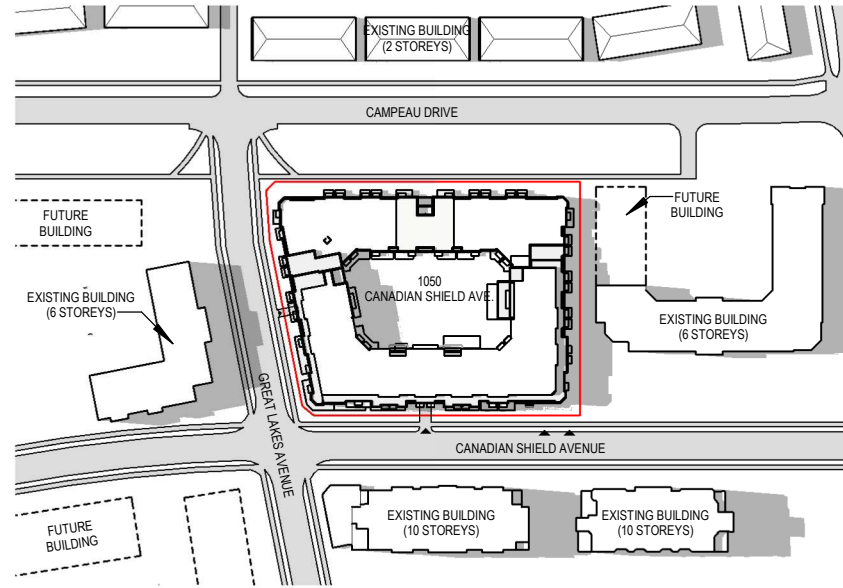 EXISTING BUILDING
(2 STOREYS)
CAMPEAU DRIVE
FUTURE
BUILDING
FUTURE
BUILDING
1050
CANADIAN SHIELD AVE.
EXISTING BUILDING
(6 STOREYS)
EXISTING BUILDING
(6 STOREYS)
GREAT LAKES AVENUE
CANADIAN SHIELD AVENUE
EXISTING BUILDING
(10 STOREYS)
EXISTING BUILDING
(10 STOREYS)
FUTURE
BUILDING